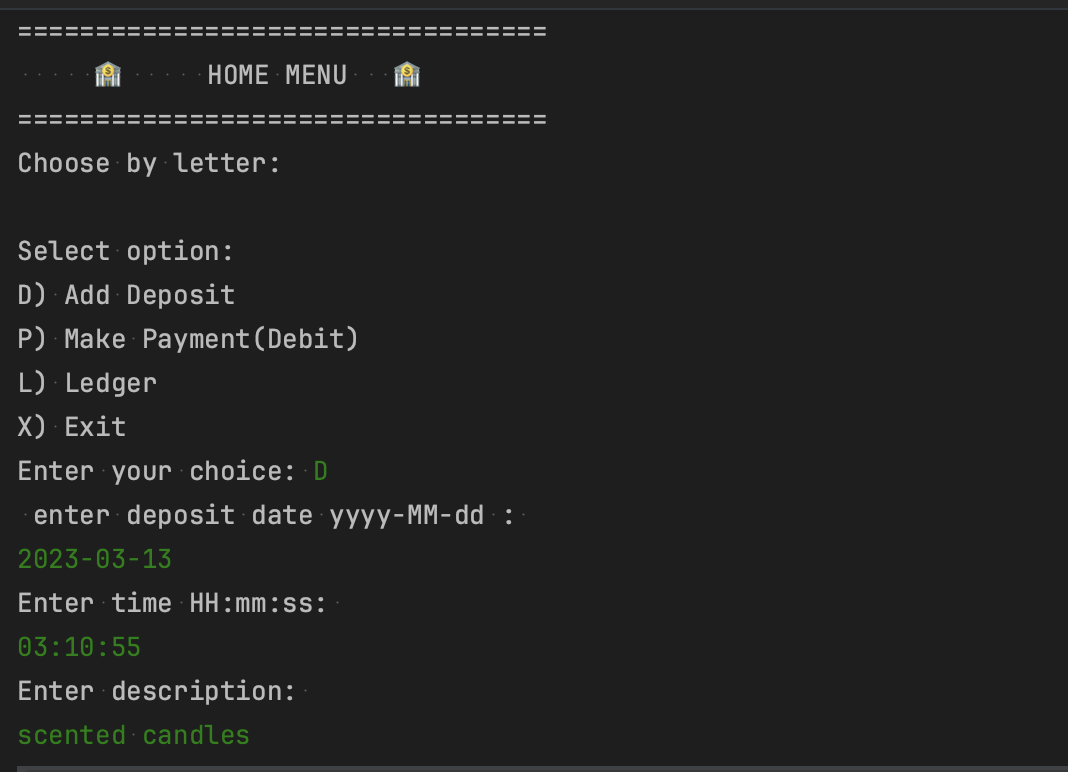 ==================================
🏦 HOME MENU 🏦
==================================
Choose by letter:

Select option:
D) Add Deposit
P) Make Payment(Debit)
L) Ledger
X) Exit
Enter your choice: D
 enter deposit date yyyy-MM-dd :
2023-03-13
Enter time HH:mm:ss:
03:10:55
Enter description:
scented candles